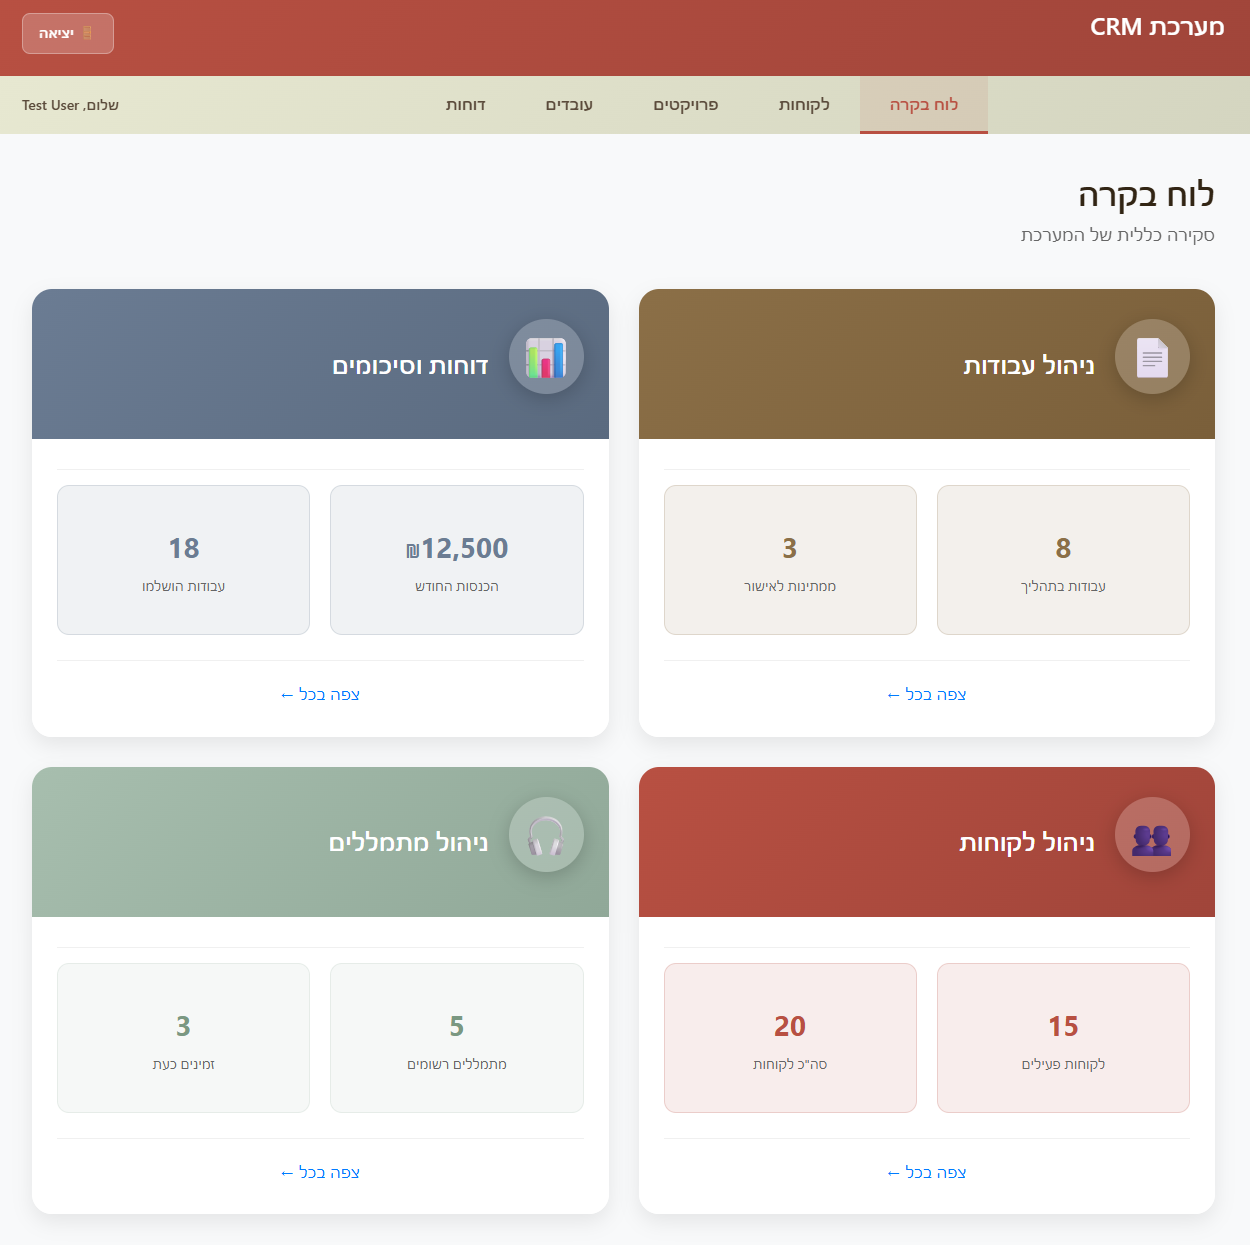 מערכת CRM
יציאה
לוח בקרה
לקוחות
פרויקטים
עובדים
דוחות
שלום, Test User
לוח בקרה
סקירה כללית של המערכת
ניהול עבודות
8
עבודות בתהליך
3
ממתינות לאישור
צפה בכל ←
דוחות וסיכומים
₪12,500
הכנסות החודש
18
עבודות הושלמו
צפה בכל ←
ניהול לקוחות
15
לקוחות פעילים
20
סה"כ לקוחות
צפה בכל ←
ניהול מתמללים
5
מתמללים רשומים
3
זמינים כעת
צפה בכל ←